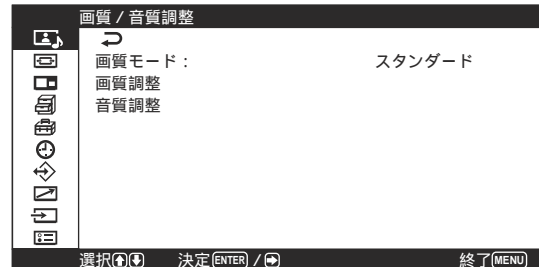 画質 / 音質調整
画質モード : スタンダード
画質調整
音質調整
選択 決定 ENTER / 終了 MENU